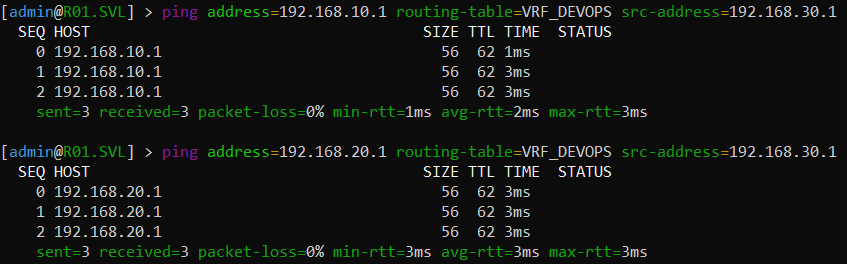 [admin@R01.SVL] > ping address=192.168.10.1 routing-table=VRF_DEVOPS src-address=192.168.30.1
SEQ HOST SIZE TTL TIME STATUS
0 192.168.10.1 56 62 1ms
1 192.168.10.1 56 62 3ms
2 192.168.10.1 56 62 3ms
sent=3 received=3 packet-loss=0% min-rtt=1ms avg-rtt=2ms max-rtt=3ms
[admin@R01.SVL] > ping address=192.168.20.1 routing-table=VRF_DEVOPS src-address=192.168.30.1
SEQ HOST SIZE TTL TIME STATUS
0 192.168.20.1 56 62 3ms
1 192.168.20.1 56 62 3ms
2 192.168.20.1 56 62 3ms
sent=3 received=3 packet-loss=0% min-rtt=3ms avg-rtt=3ms max-rtt=3ms